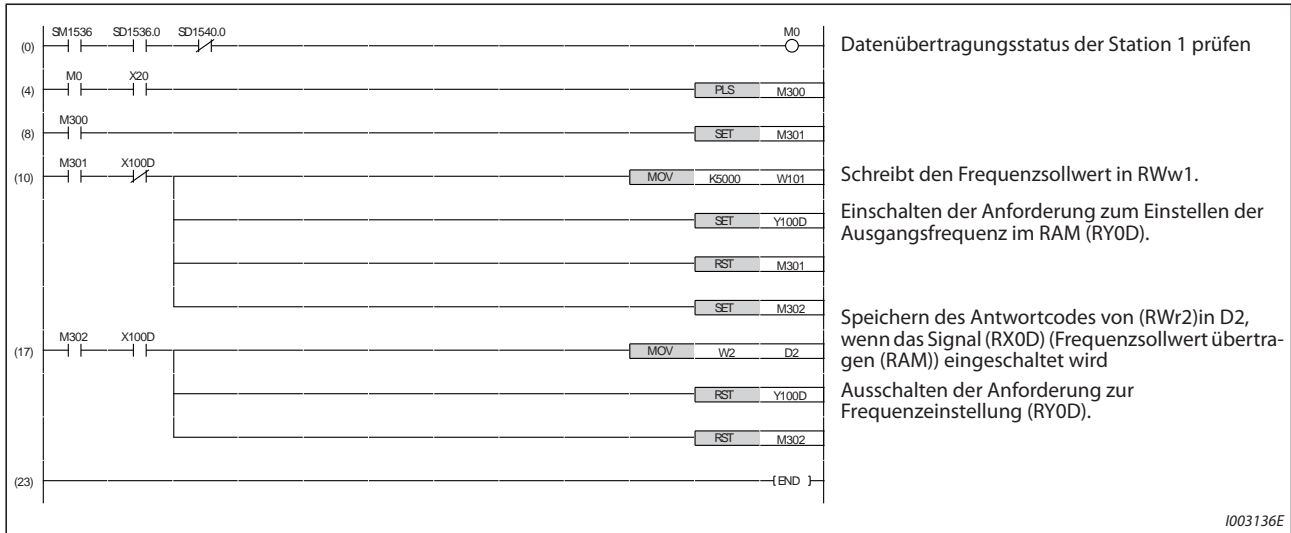 SM1536 SD1536.0 SD1540.0 M0
(0) Datenübertragungsstatus der Station 1 prüfen
M0 X20
(4) PLS M300
M300
(8) SET M301
M301 X100D
(10) MOV K5000 W101 Schreibt den Frequenzsollwert in RWw1.
SET Y100D Einschalten der Anforderung zum Einstellen der
Ausgangsfrequenz im RAM (RY0D).
RST M301
SET M302
Speichern des Antwortcodes von (RWr2)in D2,
M302 X100D
(17) MOV W2 D2 wenn das Signal (RX0D) (Frequenzsollwert übertra-
gen (RAM)) eingeschaltet wird
RST Y100D Ausschalten der Anforderung zur
Frequenzeinstellung (RY0D).
RST M302
(23) END
I003136E